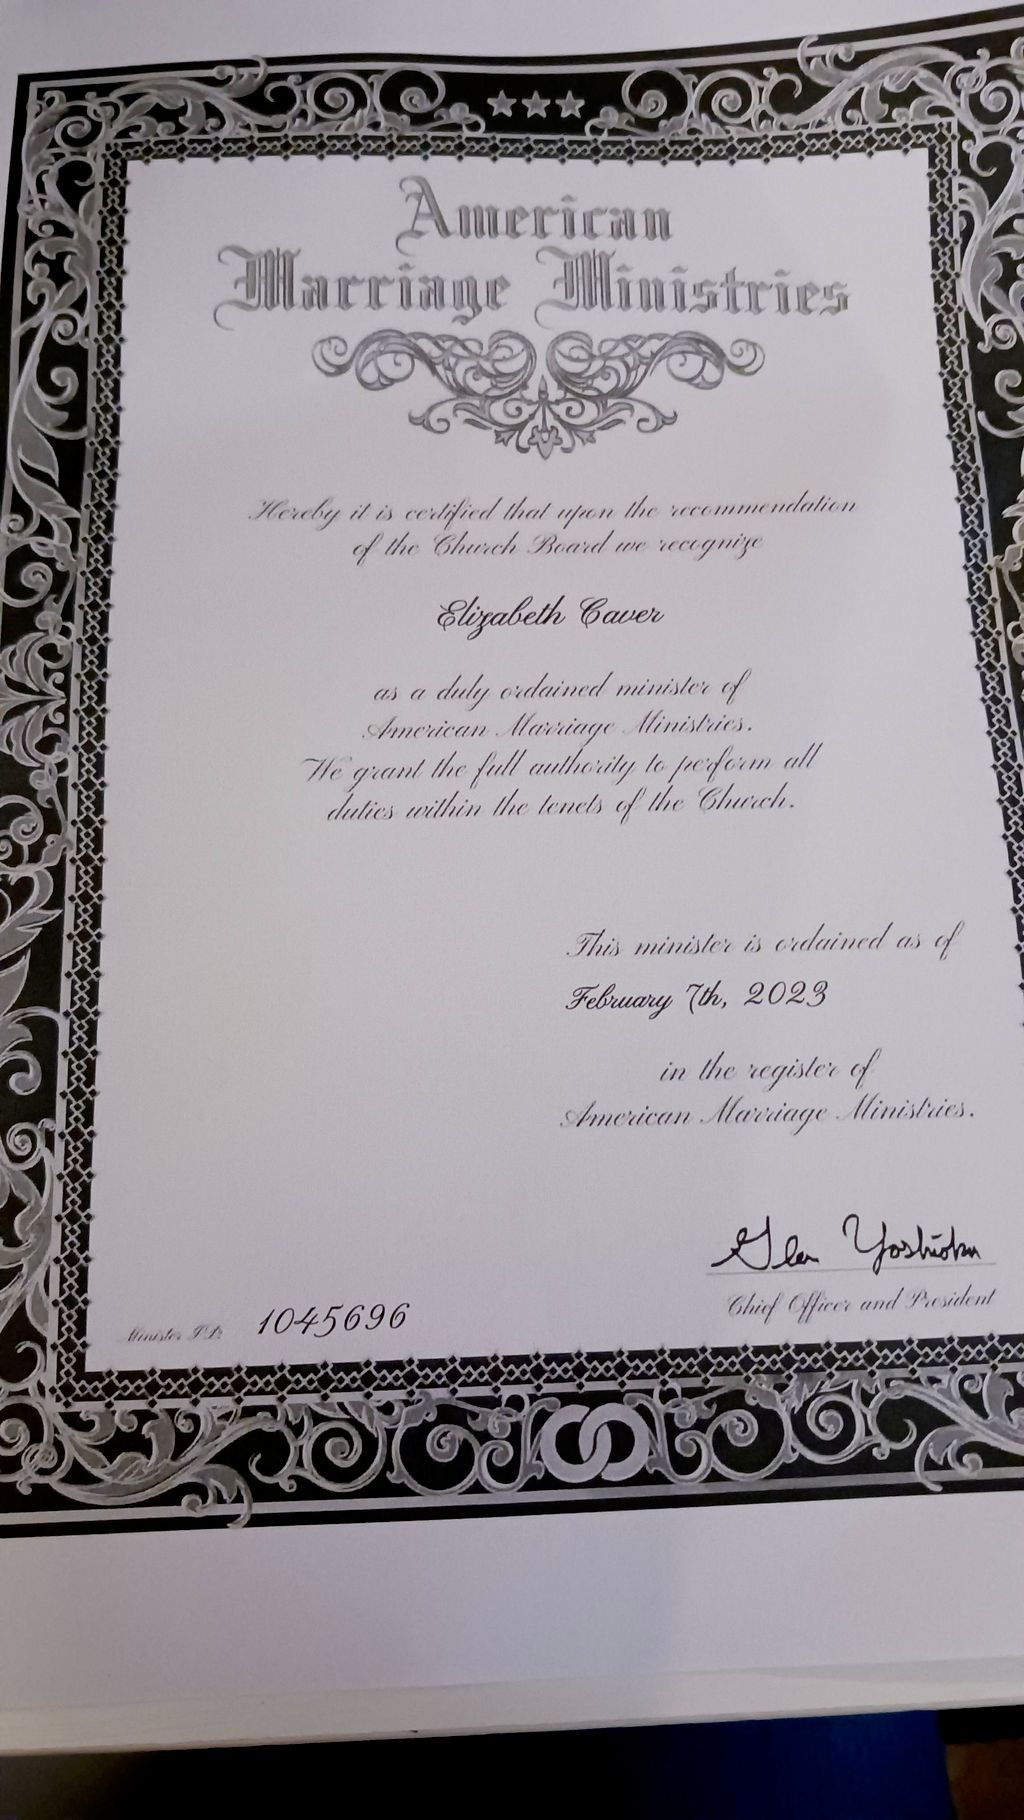 American
Marriage Ministries
Hereby it is certified that upon the recommendation
of the Church Board we recognize
Elizabeth Caver
as a duly ordained minister of
American Marriage Ministries.
We grant the full authority to perform all
duties within the tenets of the Church.
This minister is ordained as of
February 7th, 2023
in the register of
American Marriage Ministries.
Glen Yoshioka
Chief Officer and President
Minister ID: 1045696